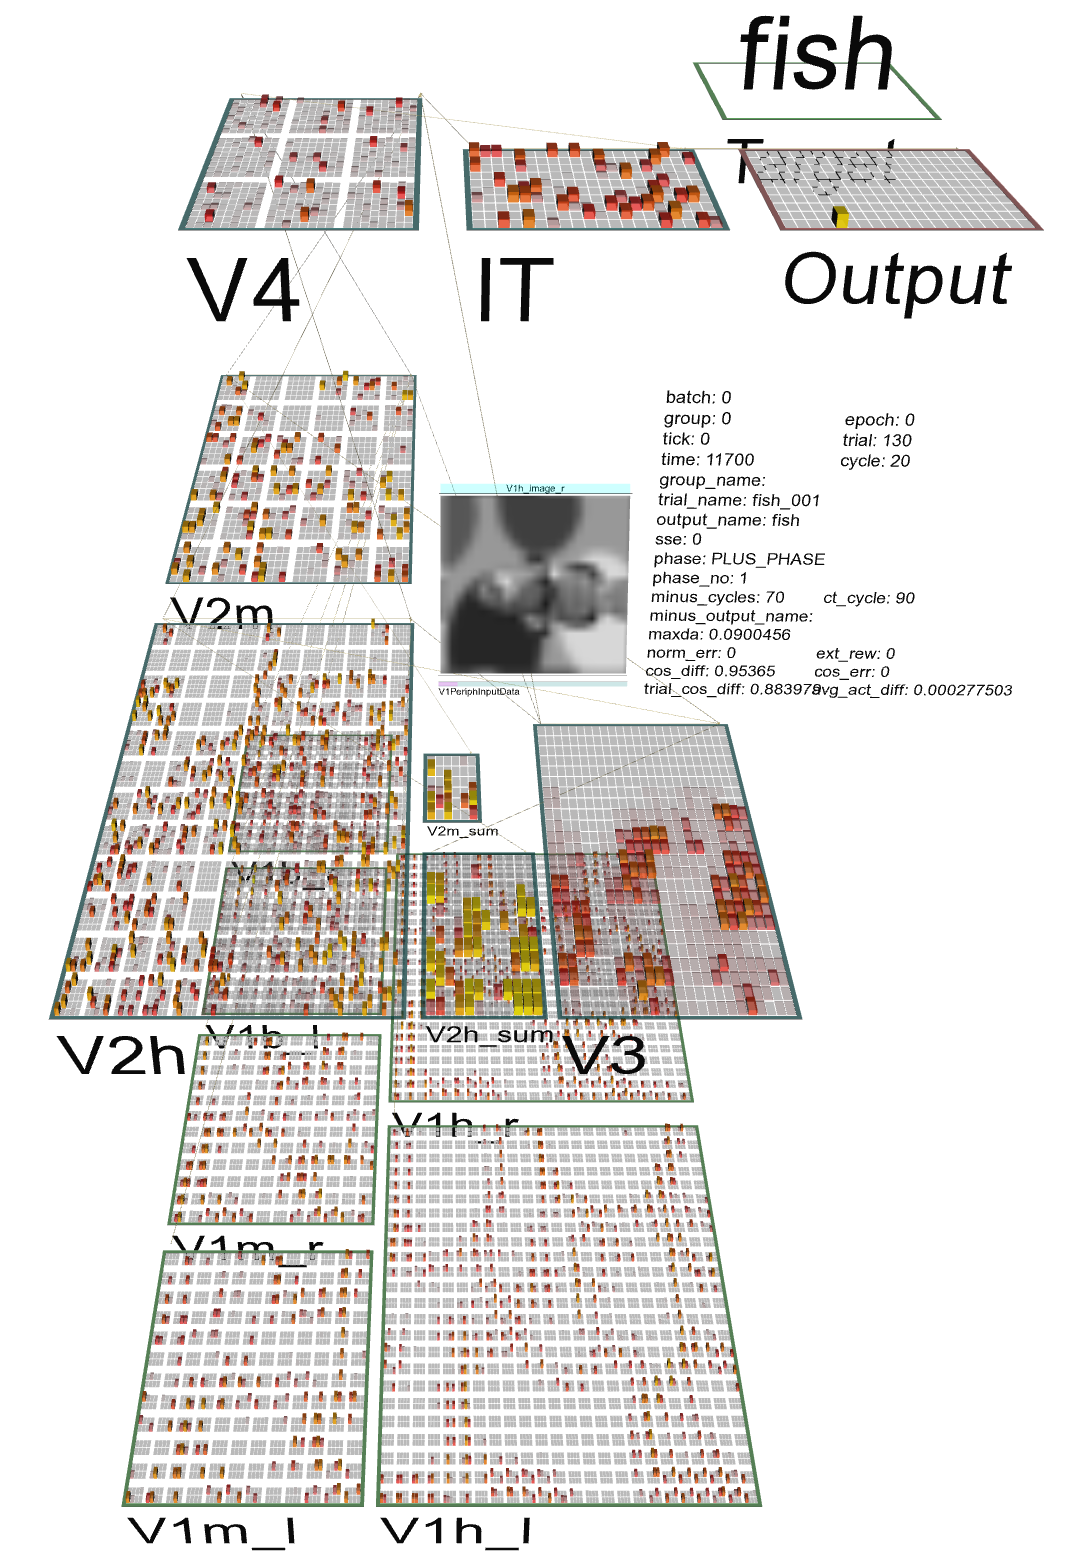 fish
V4
IT
Output
batch: 0
group: 0 epoch: 0
tick: 0 trial: 130
time: 11700 cycle: 20
group_name:
trial_name: fish_001
output_name: fish
sse: 0
phase: PLUS_PHASE
phase_no: 1
minus_cycles: 70 ct_cycle: 90
minus_output_name:
maxda: 0.0900456
norm_err: 0 ext_rew: 0
cos_diff: 0.95365 cos_err: 0
trial_cos_diff: 0.883979 avg_act_diff: 0.000277503
V1h_image_r
V1PeriphInputData
V2m
V2m_sum
V2h
V1b_l
V2h_sum
V3
V1h_r
V1m_r
V1m_l
V1h_l